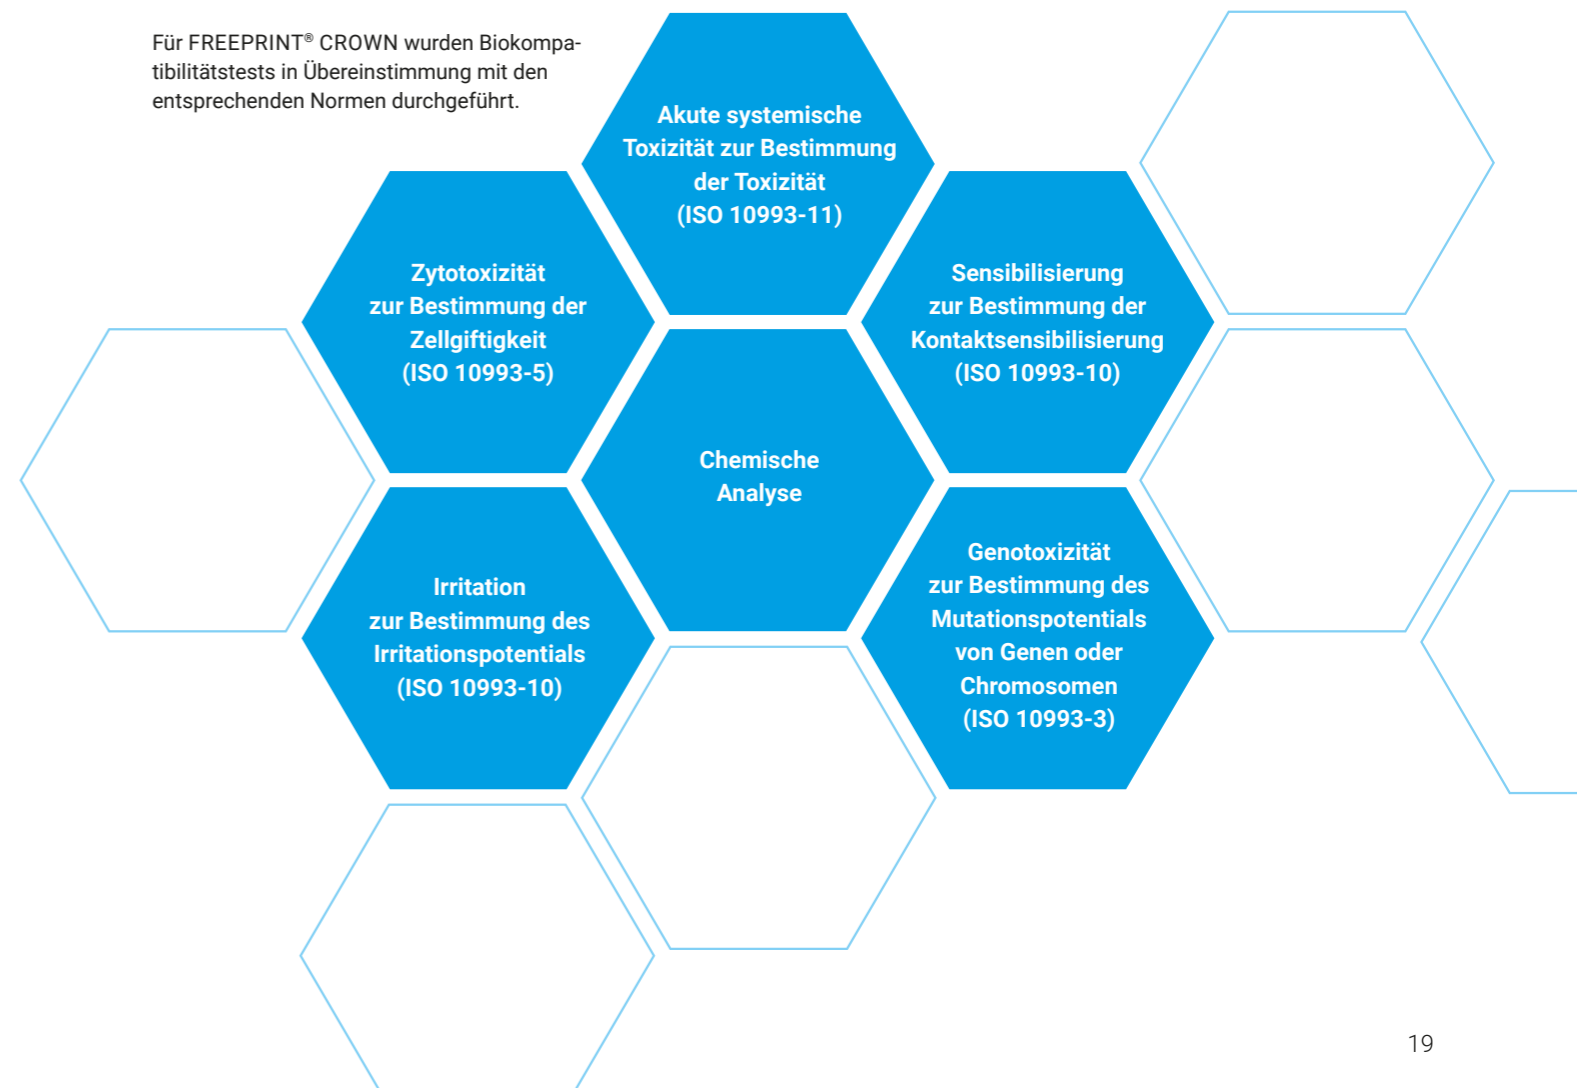 Für FREEPRINT® CROWN wurden Biokompa-
tibilitätstests in Übereinstimmung mit den
entsprechenden Normen durchgeführt.
Akute systemische
Toxizität zur Bestimmung
der Toxizität
(ISO 10993-11)
Zytotoxizität
zur Bestimmung der
Zellgiftigkeit
(ISO 10993-5)
Sensibilisierung
zur Bestimmung der
Kontaktsensibilisierung
(ISO 10993-10)
Chemische
Analyse
Irritation
zur Bestimmung des
Irritationspotentials
(ISO 10993-10)
Genotoxizität
zur Bestimmung des
Mutationspotentials
von Genen oder
Chromosomen
(ISO 10993-3)
19